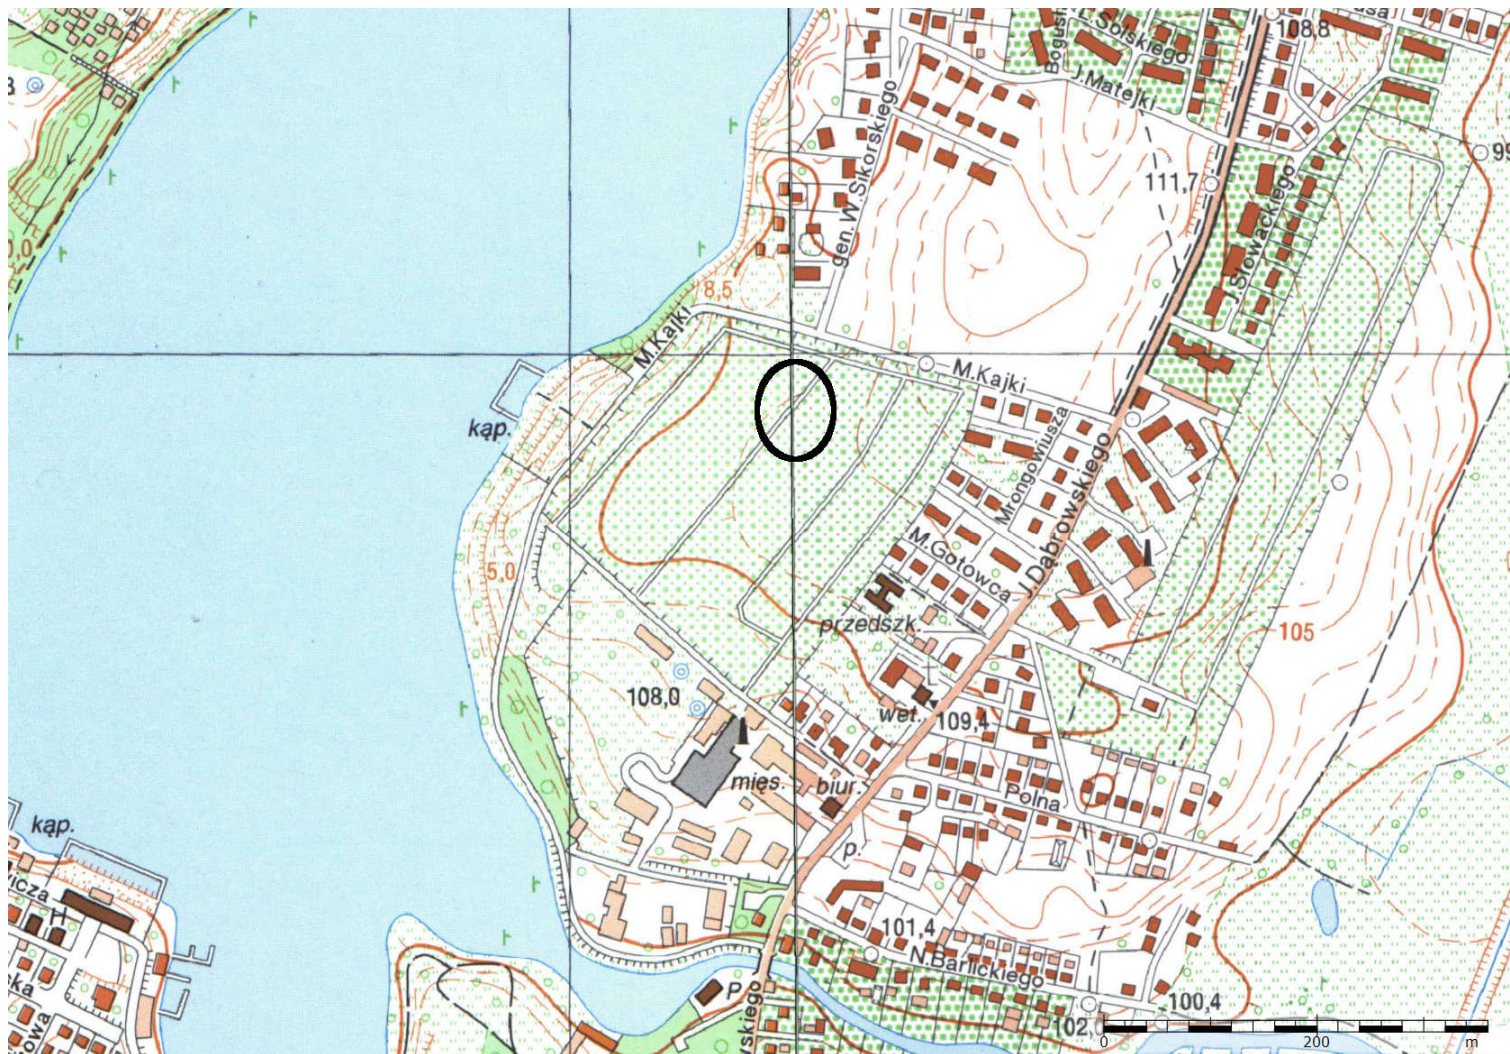 108,8
L.Solskiego
J.Matejki
gen. W.Sikorskiego
111,7
J.Słowackiego
8,5
M.Kajki
M.Kajki
kąp.
Mrongowiusza
J.Dąbrowskiego
M.Gotowca
5,0
przedszk.
105
108,0
wet.
109,4
mięs.
biur.
Polna
kąp.
p.
H
101,4
N.Barlickiego
P
100,4
102
0
200
m